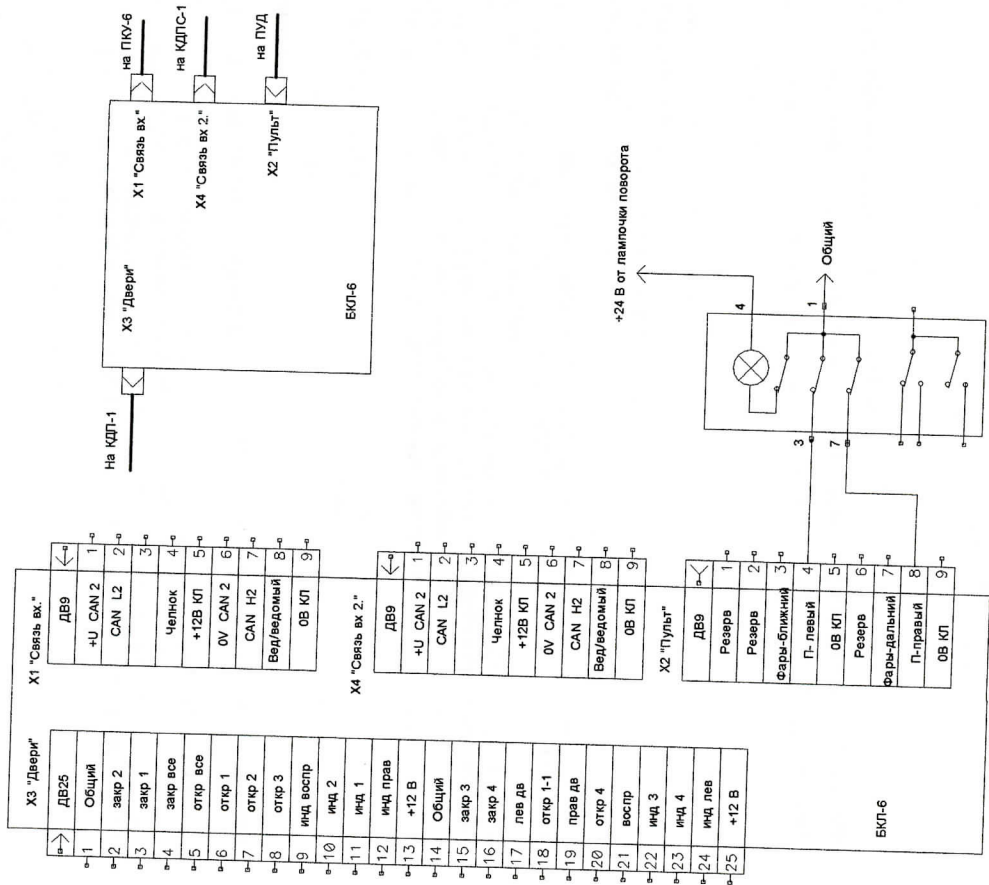 на ПКУ-6
на КДПС-1
на ПУД
X1 "Связь вх."
X4 "Связь вх 2."
X2 "Пульт"
X3 "Двери"
БКЛ-6
На КДП-1
+24 В от лампочки поворота
4
1
Общий
3
7
X1 "Связь вх."
ДВ9
+U CAN 2 1
CAN L2 2
3
Челнок 4
+12В КЛ 5
0V CAN 2 6
CAN H2 7
Вед/ведомый 8
0В КЛ 9
X4 "Связь вх 2."
ДВ9
+U CAN 2 1
CAN L2 2
3
Челнок 4
+12В КЛ 5
0V CAN 2 6
CAN H2 7
Вед/ведомый 8
0В КЛ 9
X2 "Пульт"
ДВ9
Резерв 1
Резерв 2
Фары-ближний 3
П- левый 4
0В КЛ 5
Резерв 6
Фары-дальний 7
П-правый 8
0В КЛ 9
X3 "Двери"
ДВ25
1 Общий
2 закр 2
3 закр 1
4 закр все
5 откр все
6 откр 1
7 откр 2
8 откр 3
9 инд воспр
10 инд 2
11 инд 1
12 инд прав
13 +12 В
14 Общий
15 закр 3
16 закр 4
17 лев дв
18 откр 1-1
19 прав дв
20 откр 4
21 воспр
22 инд 3
23 инд 4
24 инд лев
25 +12 В
БКЛ-6